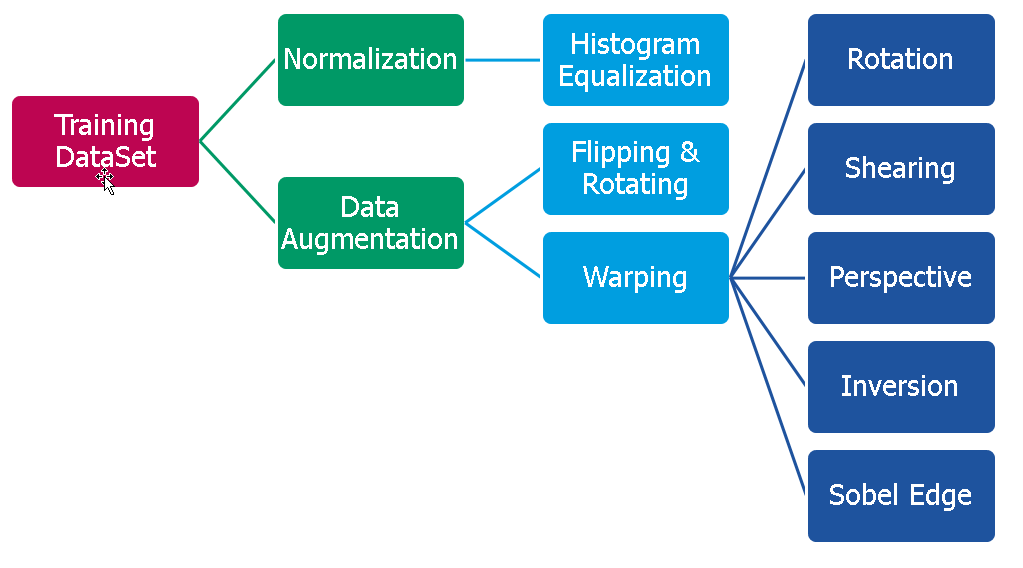 Training
DataSet
Normalization
Data
Augmentation
Histogram
Equalization
Flipping &
Rotating
Warping
Rotation
Shearing
Perspective
Inversion
Sobel Edge